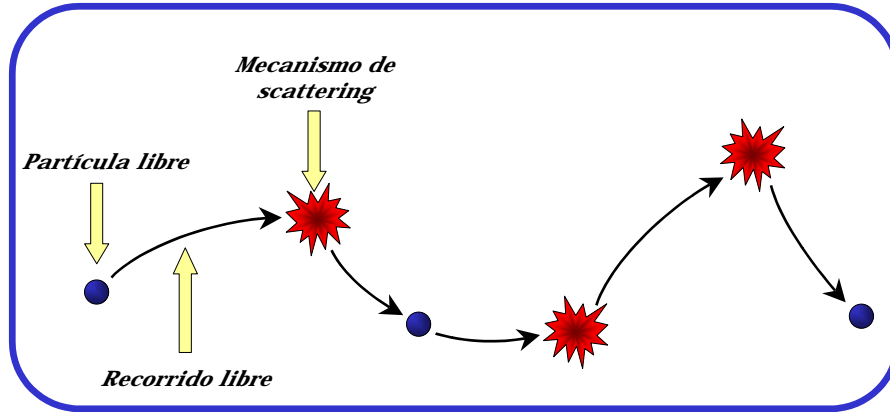 Mecanismo de
scattering
Partícula libre
Recorrido libre